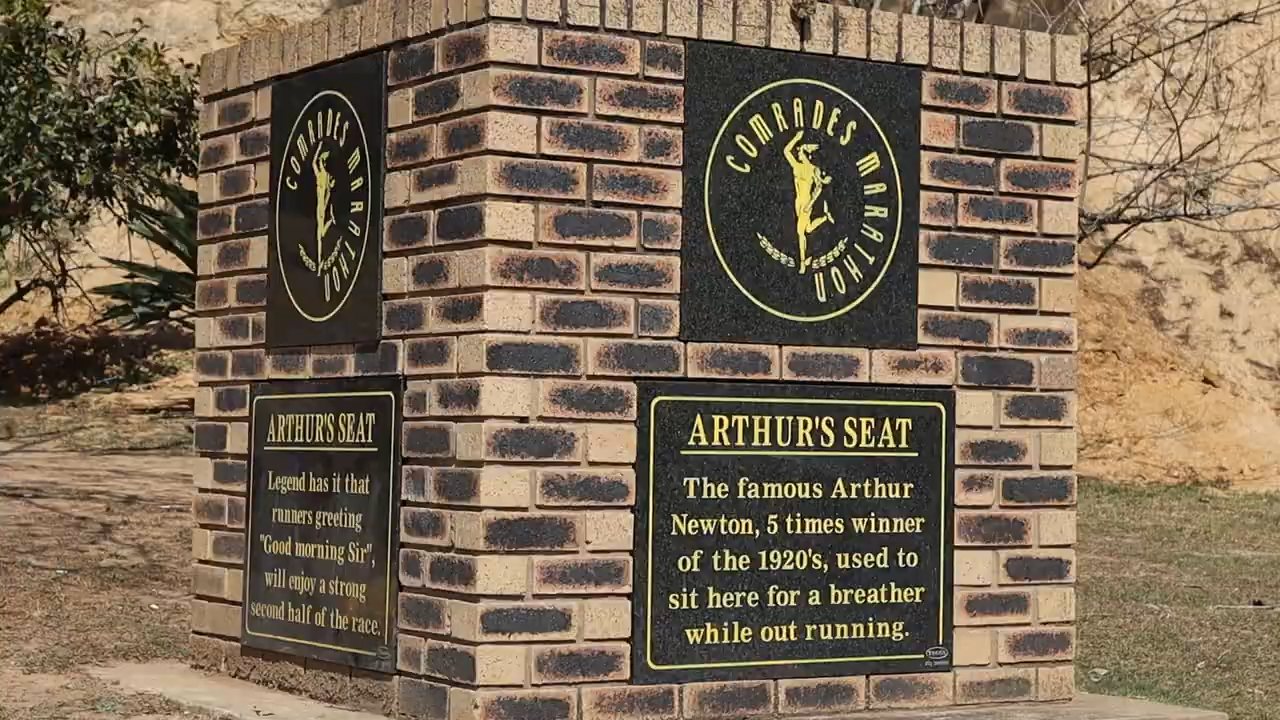 COMRADES MARATHON
ARTHUR'S SEAT
Legend has it that
runners greeting
"Good morning Sir",
will enjoy a strong
second half of the race.
COMRADES MARATHON
ARTHUR'S SEAT
The famous Arthur
Newton, 5 times winner
of the 1920's, used to
sit here for a breather
while out running.